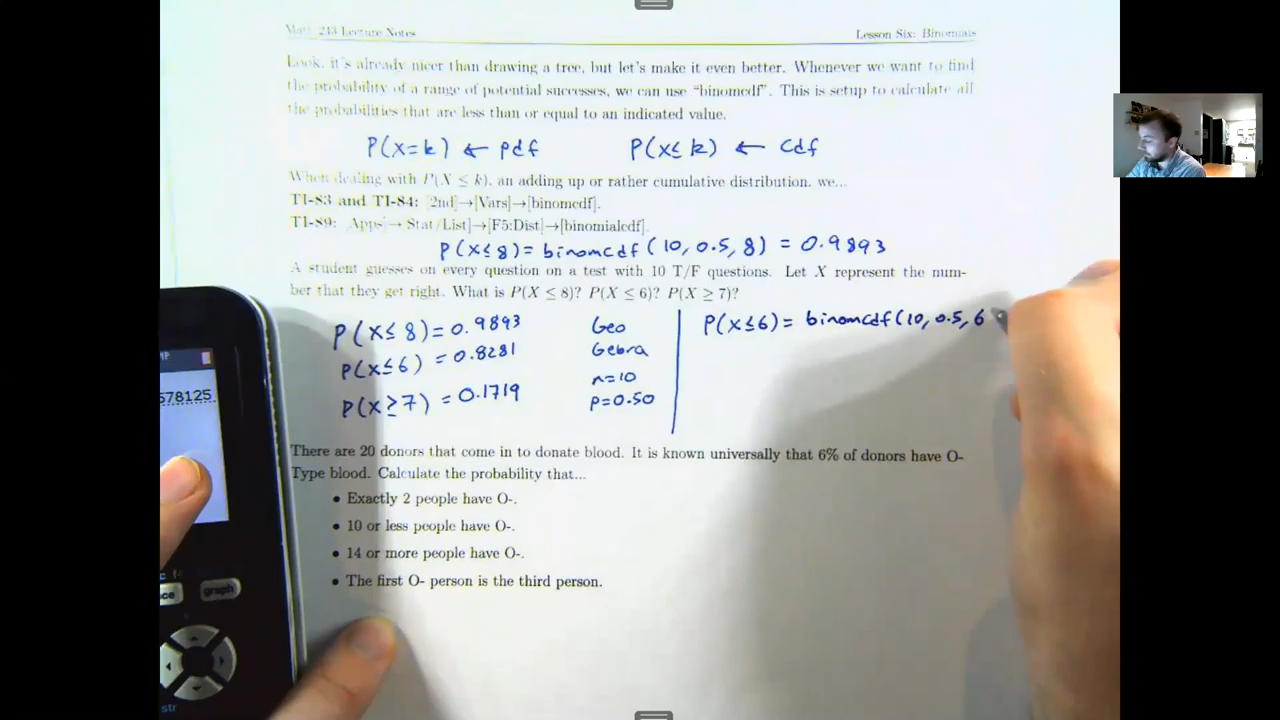 Math 243 Lecture Notes Lesson Six: Binomials
Look, it's already nicer than drawing a tree, but let's make it even better. Whenever we want to find
the probability of a range of potential successes, we can use “binomcdf”. This is setup to calculate all
the probabilities that are less than or equal to an indicated value.
P(X=k) ← pdf P(X≤k) ← cdf
When dealing with P(X ≤ k), an adding up or rather cumulative distribution, we...
TI-83 and TI-84: [2nd]→[Vars]→[binomcdf].
TI-89: Apps→ Stat/List]→[F5:Dist]→[binomialcdf].
P(X≤8) = binomcdf(10, 0.5, 8) = 0.9893
A student guesses on every question on a test with 10 T/F questions. Let X represent the num-
ber that they get right. What is P(X ≤ 8)? P(X ≤ 6)? P(X ≥ 7)?
P(X≤8) = 0.9893 Geo P(X≤6) = binomcdf(10, 0.5, 6
P(X≤6) = 0.8281 Gebra
n=10
P(X≥7) = 0.1719 p=0.50
578125
There are 20 donors that come in to donate blood. It is known universally that 6% of donors have O-
Type blood. Calculate the probability that...
• Exactly 2 people have O-.
• 10 or less people have O-.
• 14 or more people have O-.
• The first O- person is the third person.
graph
str